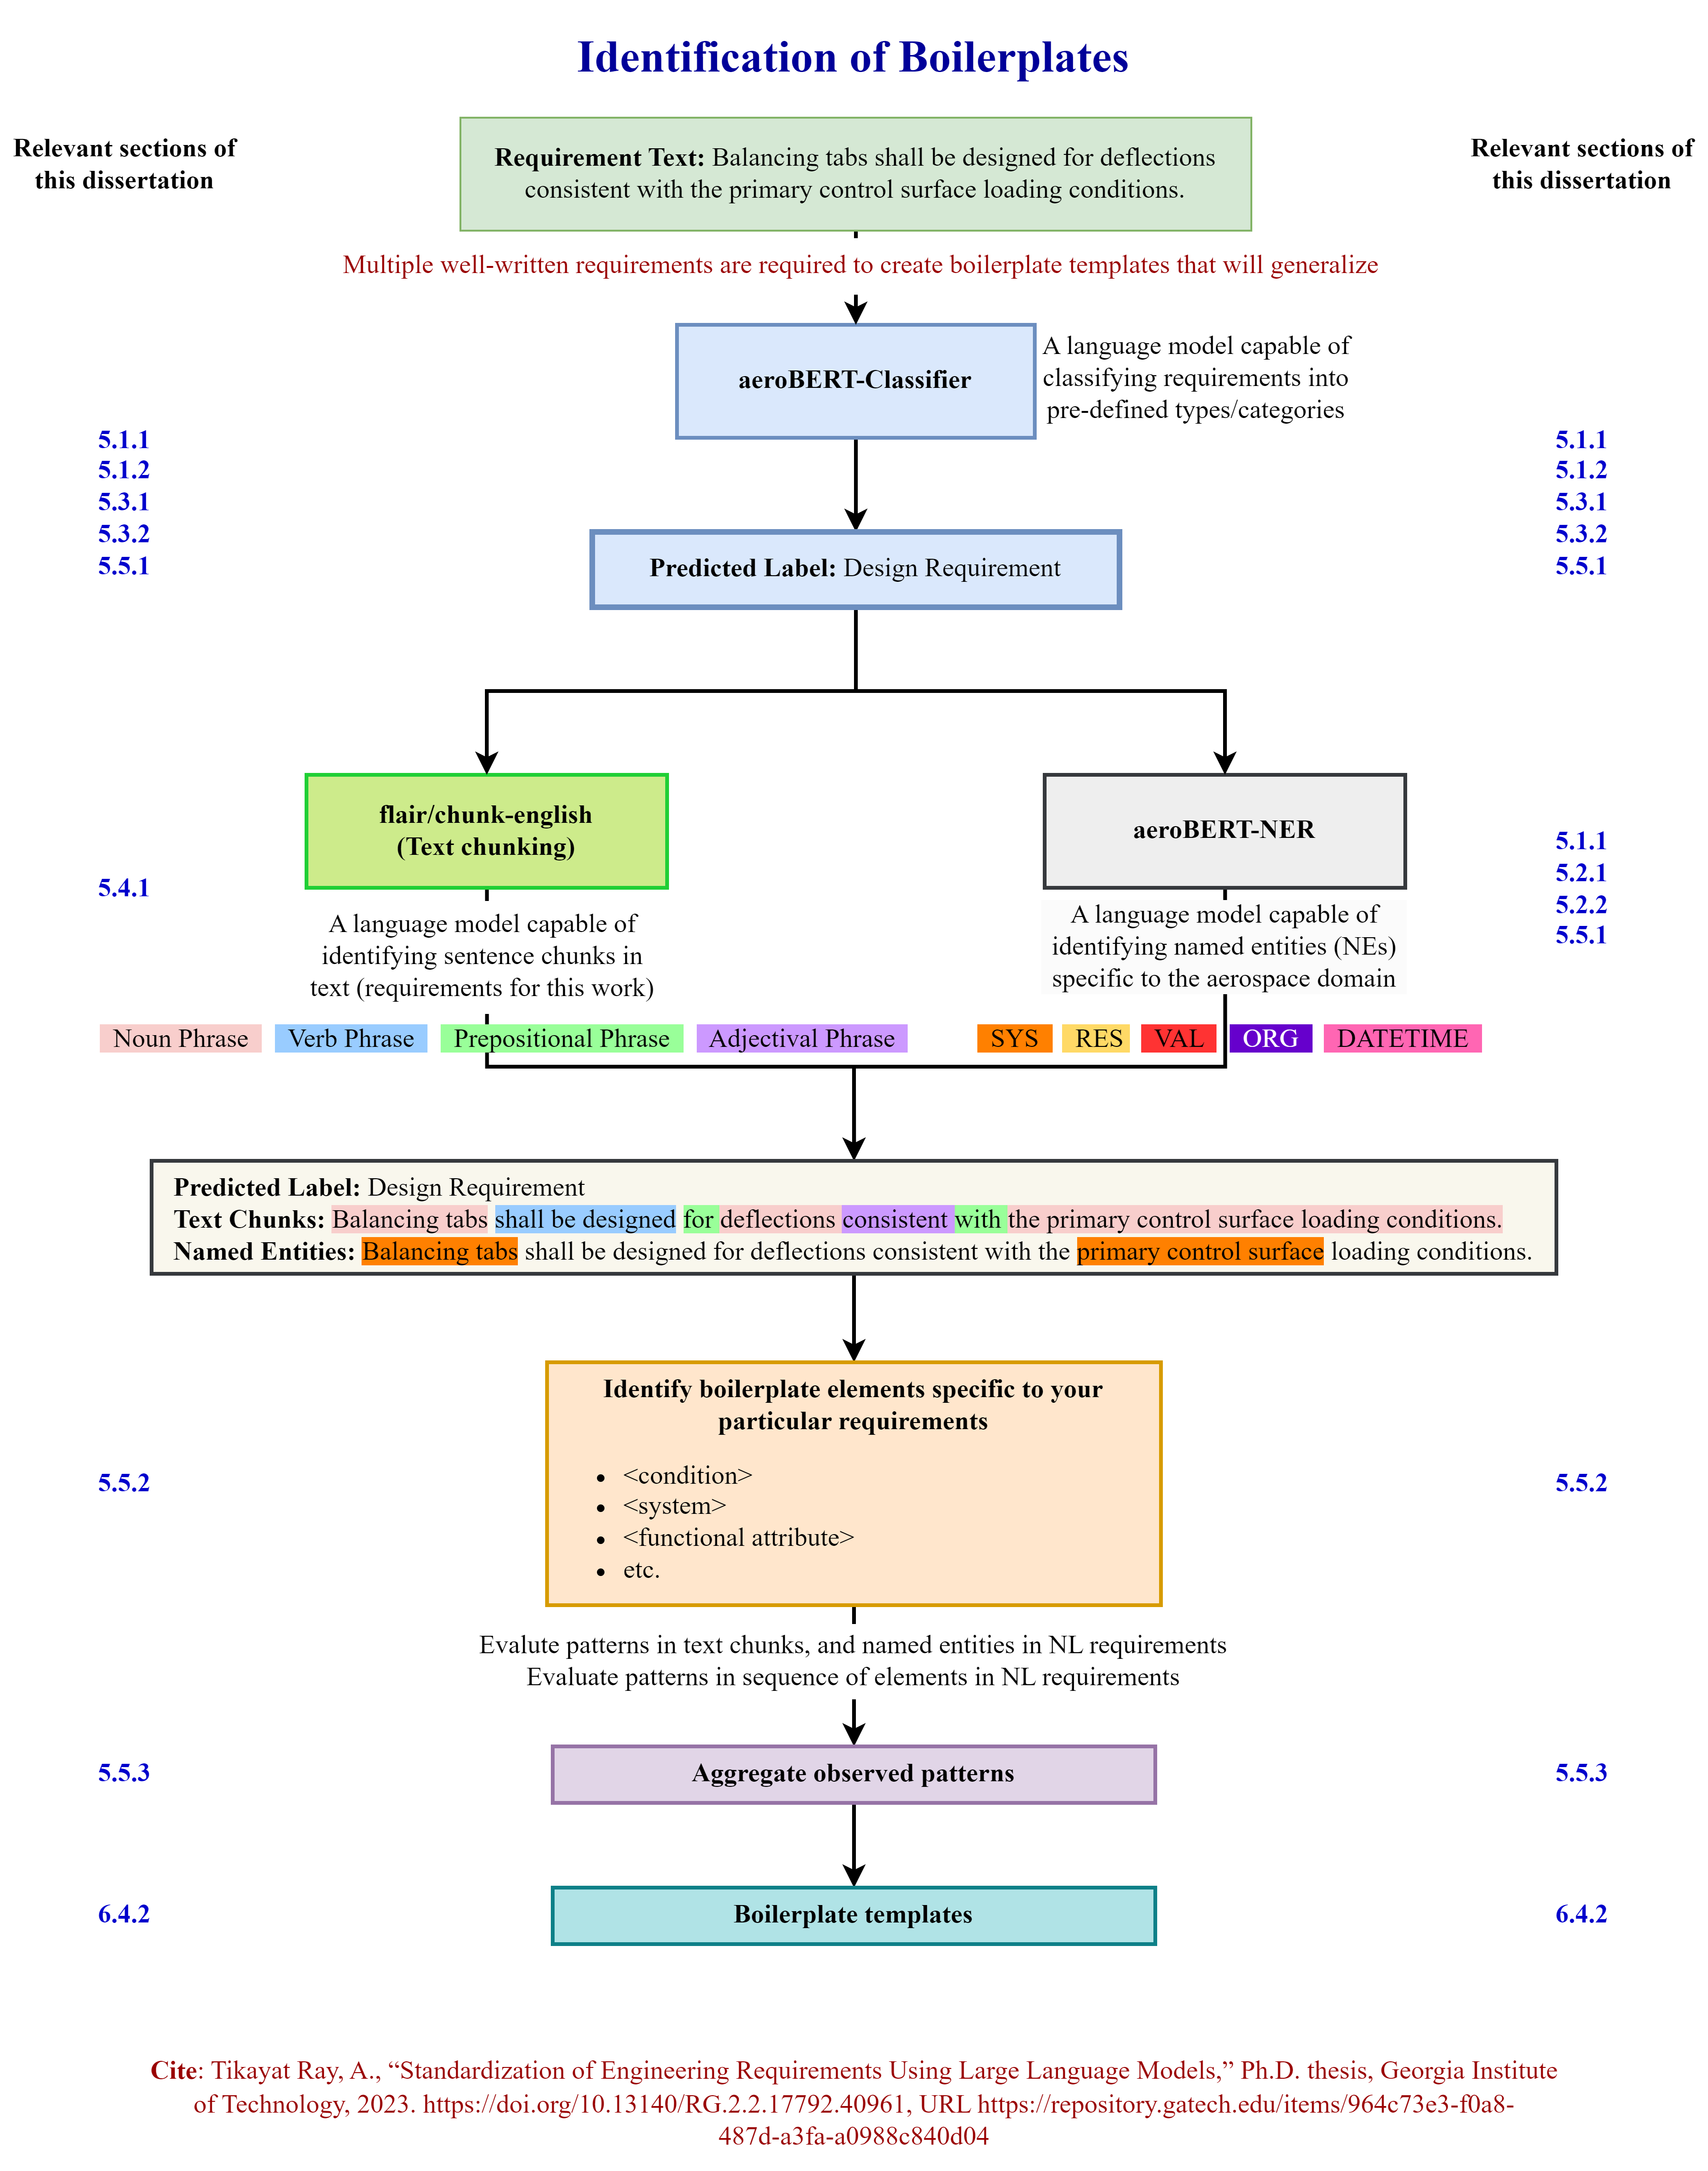 Identification of Boilerplates
Relevant sections of
this dissertation
Relevant sections of
this dissertation
Requirement Text: Balancing tabs shall be designed for deflections
consistent with the primary control surface loading conditions.
Multiple well-written requirements are required to create boilerplate templates that will generalize
aeroBERT-Classifier
A language model capable of
classifying requirements into
pre-defined types/categories
5.1.1
5.1.2
5.3.1
5.3.2
5.5.1
5.1.1
5.1.2
5.3.1
5.3.2
5.5.1
Predicted Label: Design Requirement
flair/chunk-english
(Text chunking)
aeroBERT-NER
5.4.1
5.1.1
5.2.1
5.2.2
5.5.1
A language model capable of
identifying sentence chunks in
text (requirements for this work)
A language model capable of
identifying named entities (NEs)
specific to the aerospace domain
Noun Phrase Verb Phrase Prepositional Phrase Adjectival Phrase SYS RES VAL ORG DATETIME
Predicted Label: Design Requirement
Text Chunks: Balancing tabs shall be designed for deflections consistent with the primary control surface loading conditions.
Named Entities: Balancing tabs shall be designed for deflections consistent with the primary control surface loading conditions.
Identify boilerplate elements specific to your
particular requirements
• <condition>
• <system>
• <functional attribute>
• etc.
5.5.2
5.5.2
Evalute patterns in text chunks, and named entities in NL requirements
Evaluate patterns in sequence of elements in NL requirements
5.5.3
Aggregate observed patterns
5.5.3
6.4.2
Boilerplate templates
6.4.2
Cite: Tikayat Ray, A., “Standardization of Engineering Requirements Using Large Language Models,” Ph.D. thesis, Georgia Institute
of Technology, 2023. https://doi.org/10.13140/RG.2.2.17792.40961, URL https://repository.gatech.edu/items/964c73e3-f0a8-
487d-a3fa-a0988c840d04